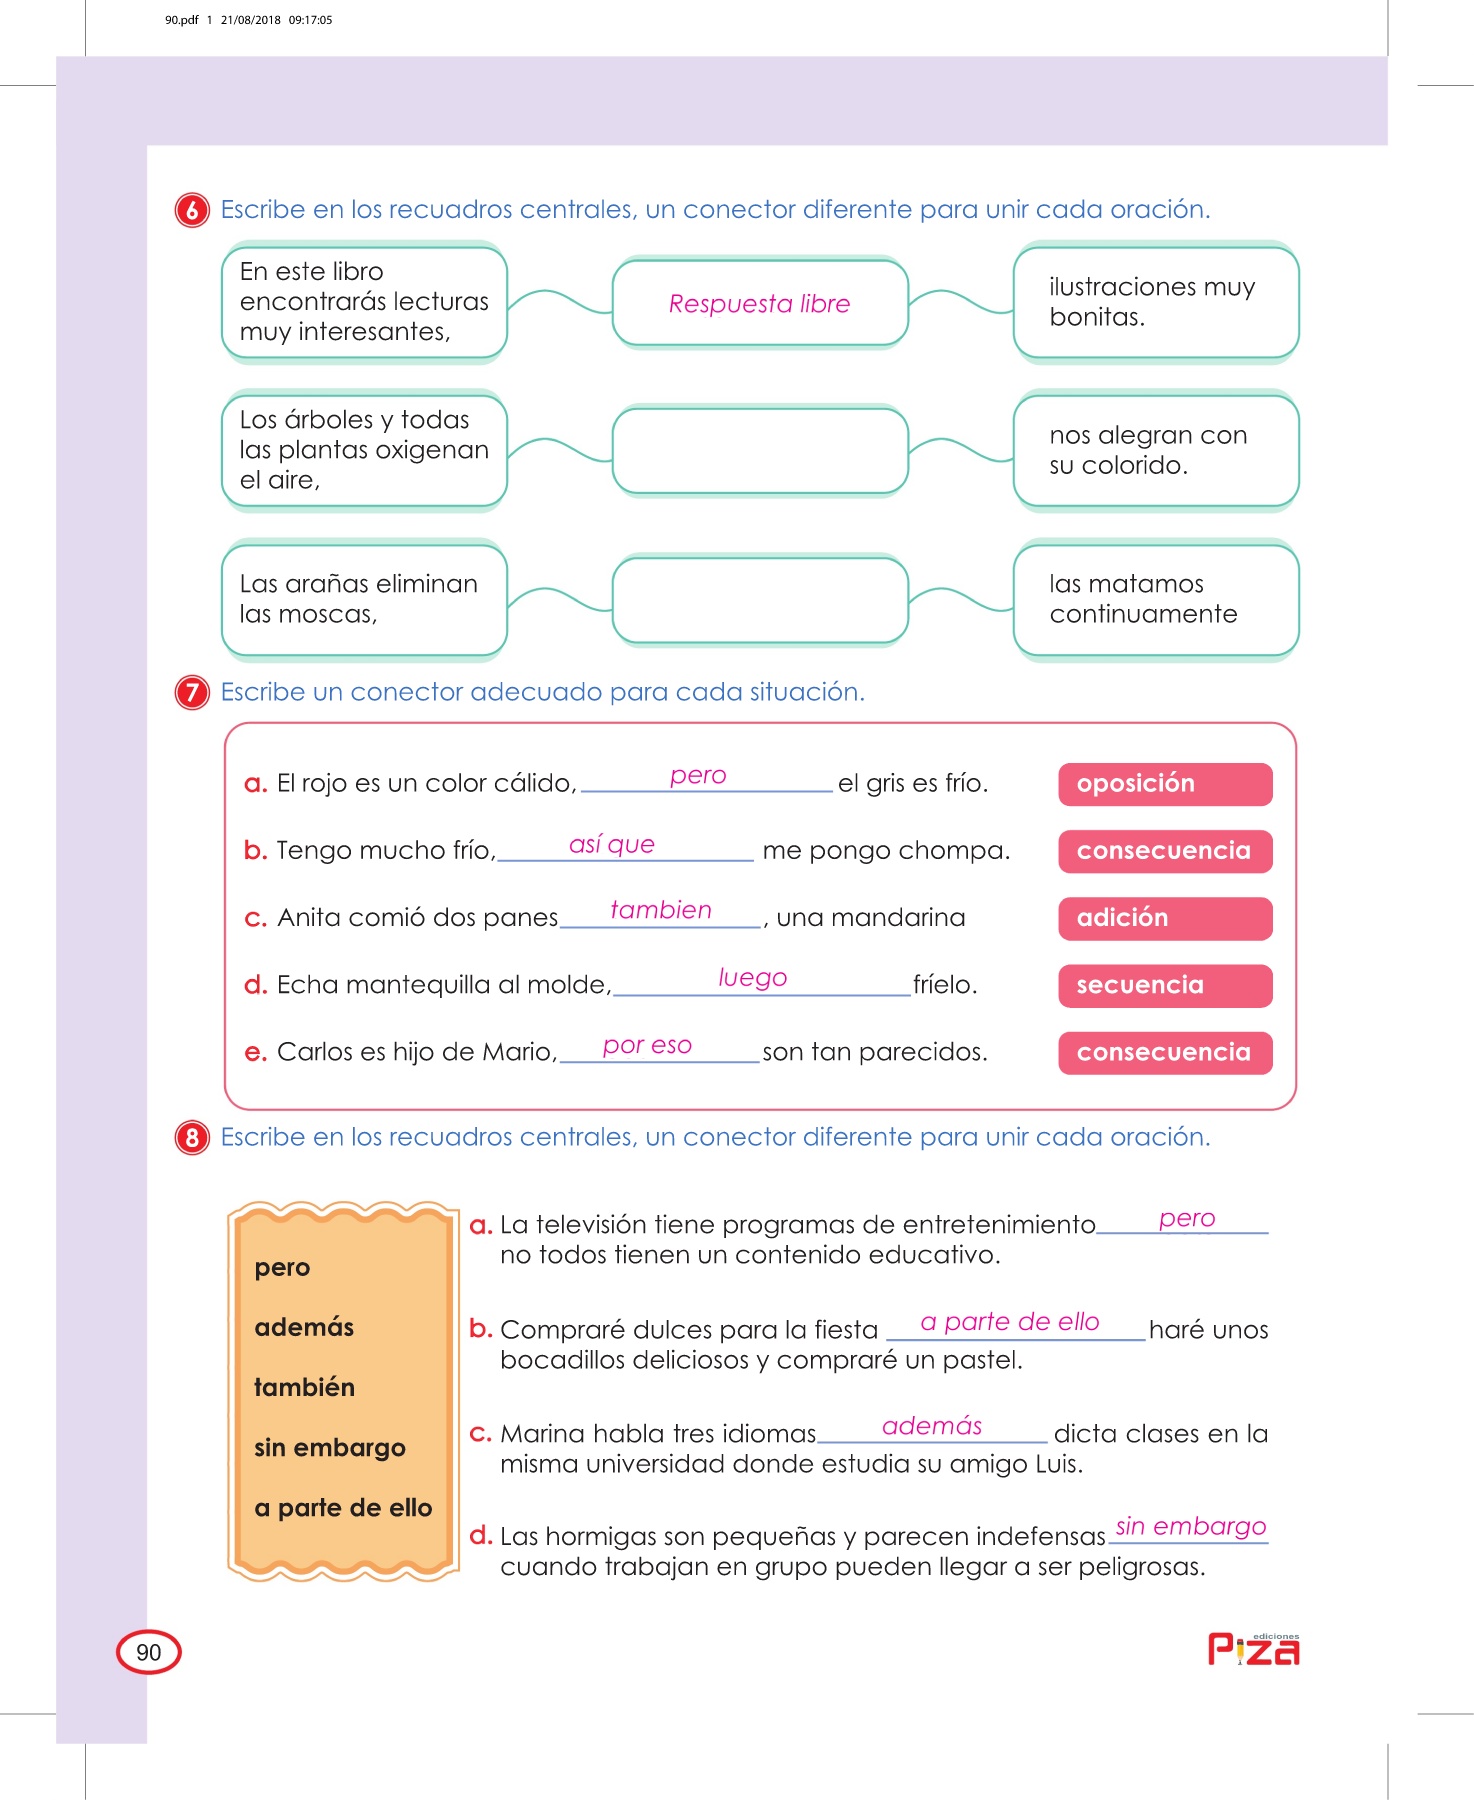 90.pdf 1 21/08/2018 09:17:05
6 Escribe en los recuadros centrales, un conector diferente para unir cada oración.
En este libro
encontrarás lecturas
muy interesantes,
Respuesta libre
ilustraciones muy
bonitas.
Los árboles y todas
las plantas oxigenan
el aire,
nos alegran con
su colorido.
Las arañas eliminan
las moscas,
las matamos
continuamente
7 Escribe un conector adecuado para cada situación.
a. El rojo es un color cálido, pero el gris es frío. oposición
b. Tengo mucho frío, así que me pongo chompa. consecuencia
c. Anita comió dos panes tambien , una mandarina adición
d. Echa mantequilla al molde, luego fríelo. secuencia
e. Carlos es hijo de Mario, por eso son tan parecidos. consecuencia
8 Escribe en los recuadros centrales, un conector diferente para unir cada oración.
pero
además
también
sin embargo
a parte de ello
a. La televisión tiene programas de entretenimiento pero
no todos tienen un contenido educativo.
b. Compraré dulces para la fiesta a parte de ello haré unos
bocadillos deliciosos y compraré un pastel.
c. Marina habla tres idiomas además dicta clases en la
misma universidad donde estudia su amigo Luis.
d. Las hormigas son pequeñas y parecen indefensas sin embargo
cuando trabajan en grupo pueden llegar a ser peligrosas.
90
ediciones
Piza